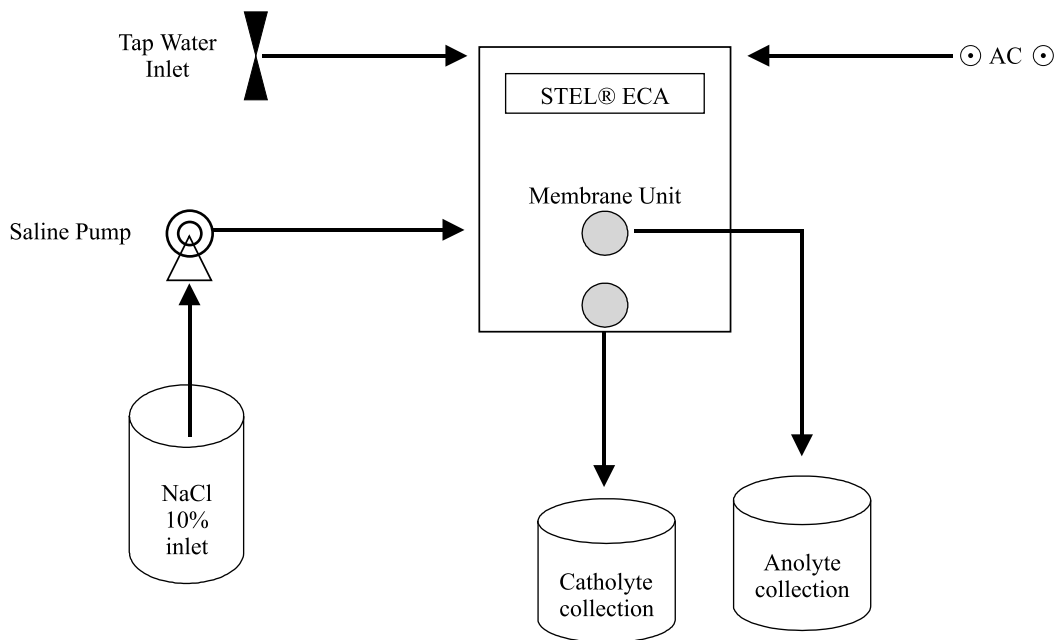 Tap Water
Inlet
AC
STEL® ECA
Membrane Unit
Saline Pump
NaCl
10%
inlet
Catholyte
collection
Anolyte
collection